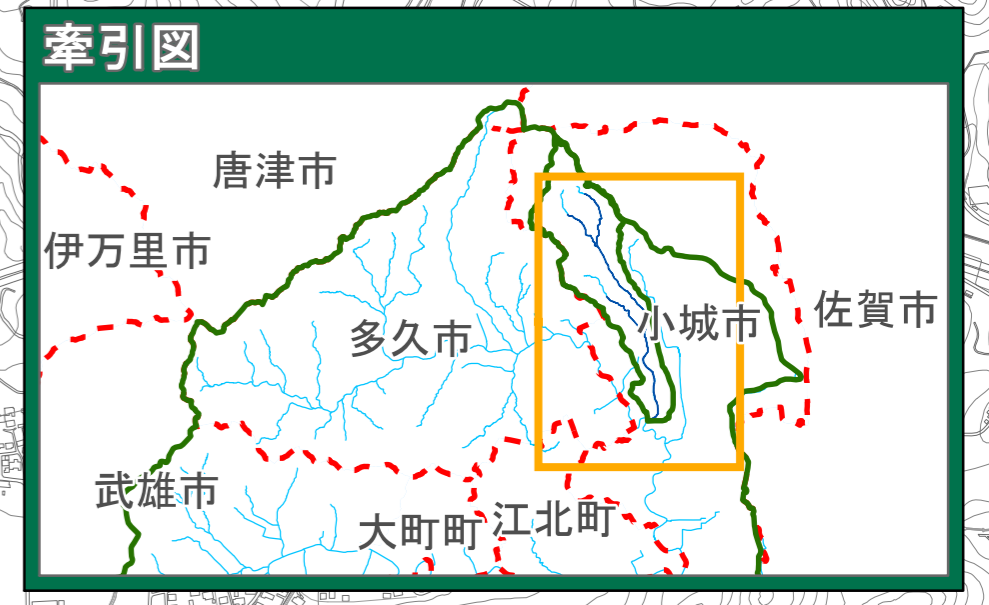 牽引図
唐津市
伊万里市
佐賀市
小城市
多久市
武雄市
大町町
江北町